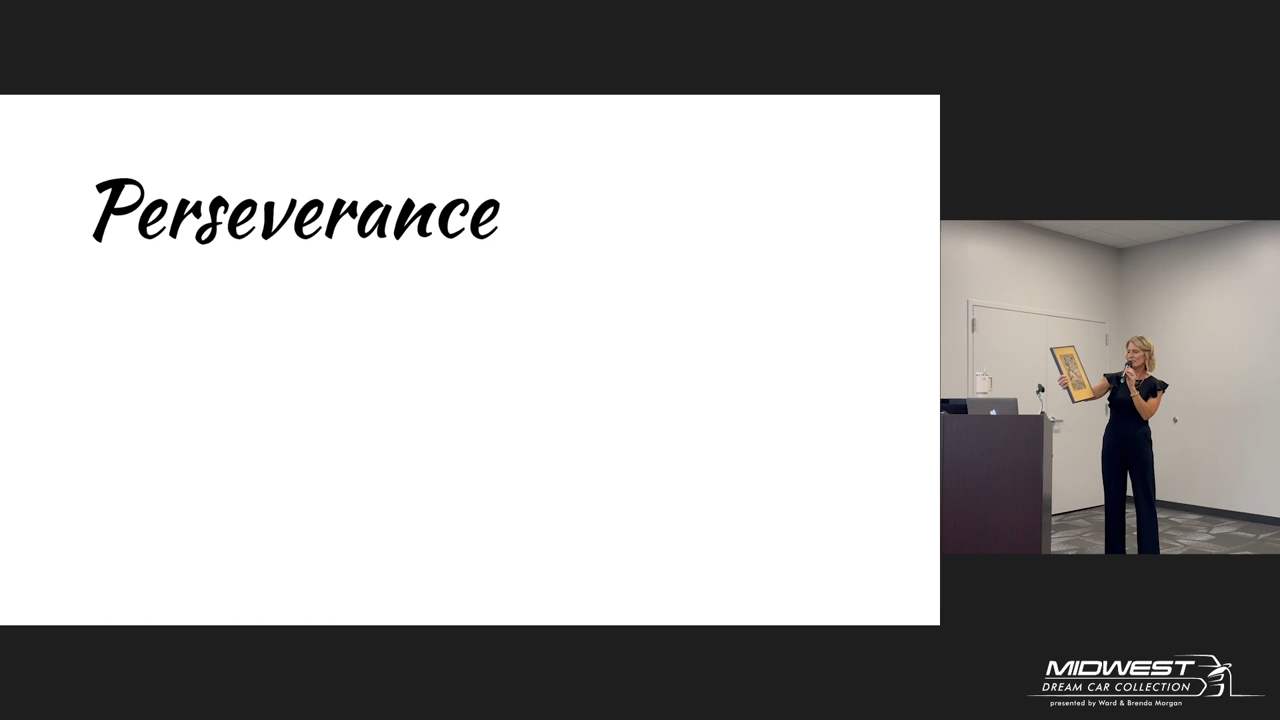 Perseverance
MIDWEST
DREAM CAR COLLECTION
presented by Ward & Brenda Morgan